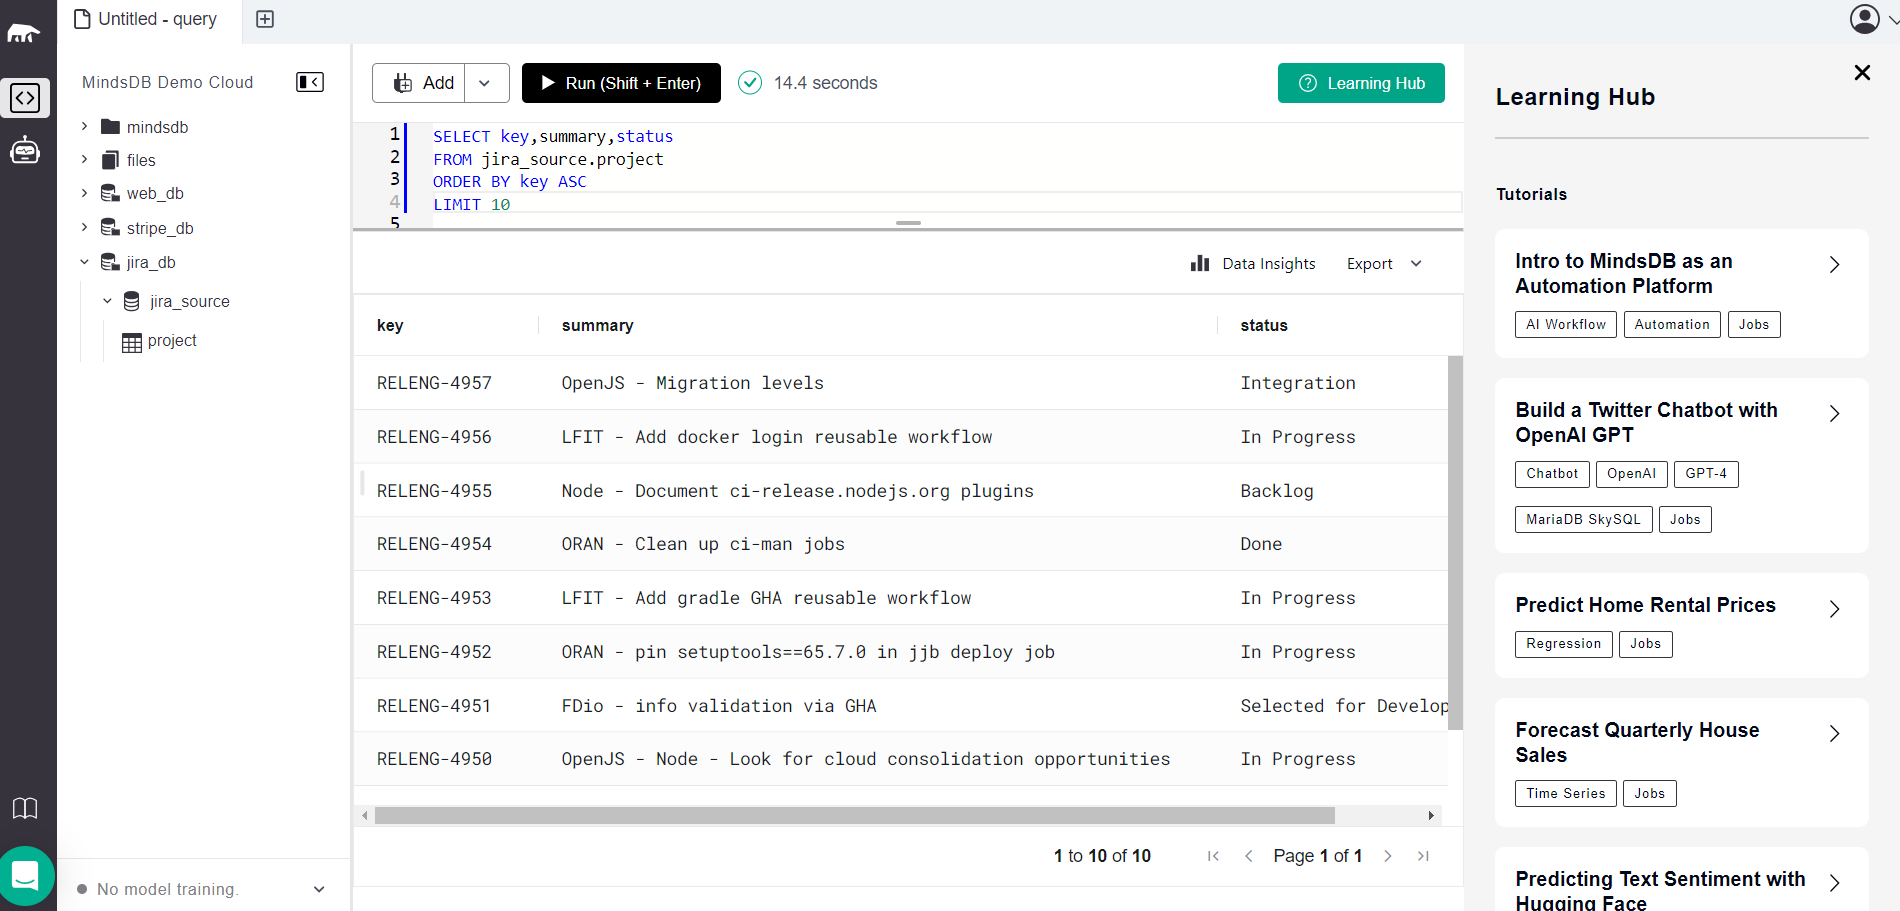 Untitled - query
MindsDB Demo Cloud
mindsdb
files
web_db
stripe_db
jira_db
jira_source
project
No model training.
Add
Run (Shift + Enter)
14.4 seconds
Learning Hub
1 SELECT key,summary,status
2 FROM jira_source.project
3 ORDER BY key ASC
4 LIMIT 10
5
Data Insights Export
key summary status
RELENG-4957 OpenJS - Migration levels Integration
RELENG-4956 LFIT - Add docker login reusable workflow In Progress
RELENG-4955 Node - Document ci-release.nodejs.org plugins Backlog
RELENG-4954 ORAN - Clean up ci-man jobs Done
RELENG-4953 LFIT - Add gradle GHA reusable workflow In Progress
RELENG-4952 ORAN - pin setuptools==65.7.0 in jjb deploy job In Progress
RELENG-4951 FDio - info validation via GHA Selected for Develop
RELENG-4950 OpenJS - Node - Look for cloud consolidation opportunities In Progress
1 to 10 of 10 Page 1 of 1
Learning Hub
Tutorials
Intro to MindsDB as an
Automation Platform
AI Workflow Automation Jobs
Build a Twitter Chatbot with
OpenAI GPT
Chatbot OpenAI GPT-4
MariaDB SkySQL Jobs
Predict Home Rental Prices
Regression Jobs
Forecast Quarterly House
Sales
Time Series Jobs
Predicting Text Sentiment with
Hugging Face